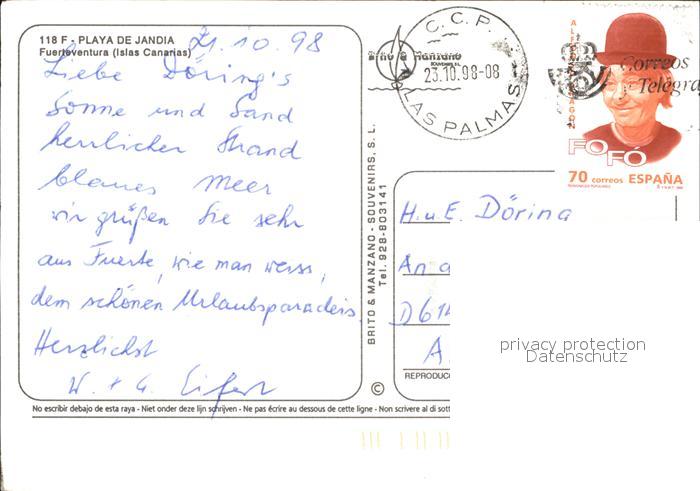 118 F - PLAYA DE JANDIA
Fuerteventura (Islas Canarias)
21.10.98
Liebe Döring's
Sonne und Sand
herrlicher Strand
blaues Meer
wir grüßen Sie sehr
aus Fuerte, wie man weiss,
dem schönen Urlaubsparadeis.
Herzlichst
W. + G. Eifert
BRITO & MANZANO - SOUVENIRS, S. L.
Tel. 928-803141
Brito & Manzano
SOUVENIRS S.L.
C.C.P.
23.10.98-08
LAS PALMAS
Correos
Telégra
FOFÓ
70 correos ESPAÑA
H. u E. Döring
An
D61
A
REPRODUC
©
privacy protection
Datenschutz
No escribir debajo de esta raya - Niet onder deze lijn schrijven - Ne pas écrire au dessous de cette ligne - Non scrivere al di sott